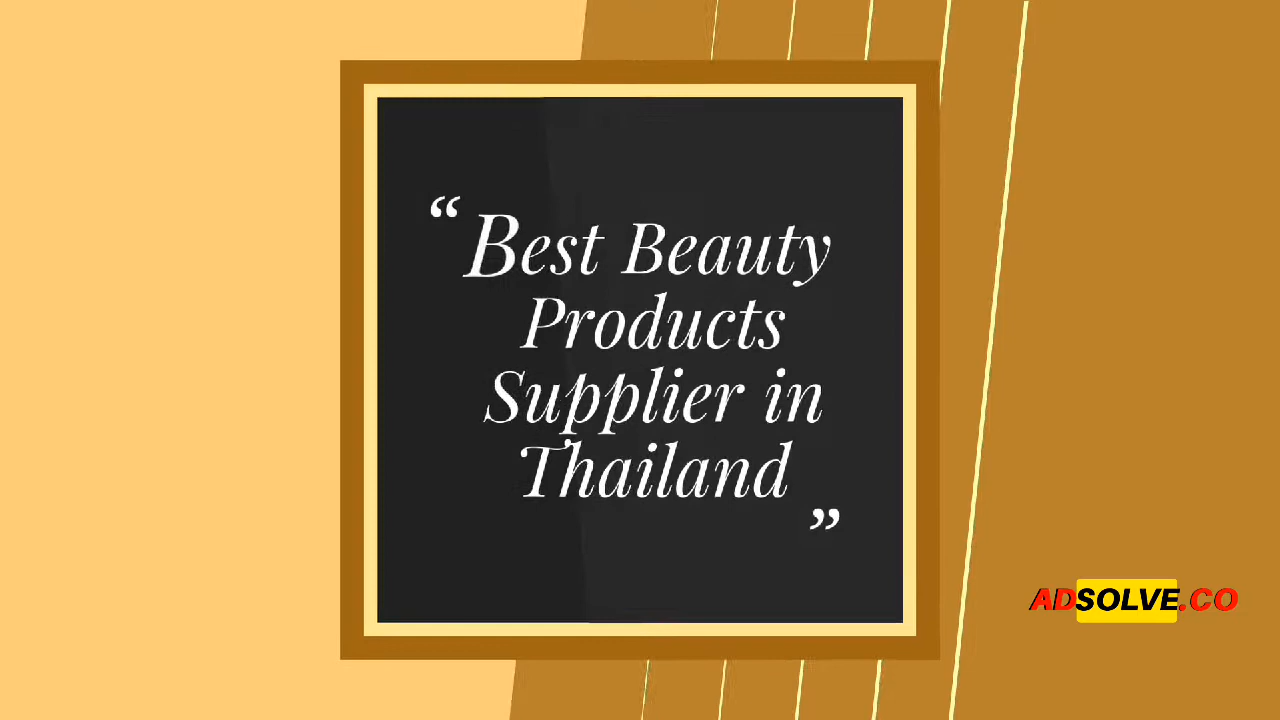 “Best Beauty
Products
Supplier in
Thailand”
ADSOLVE.CO